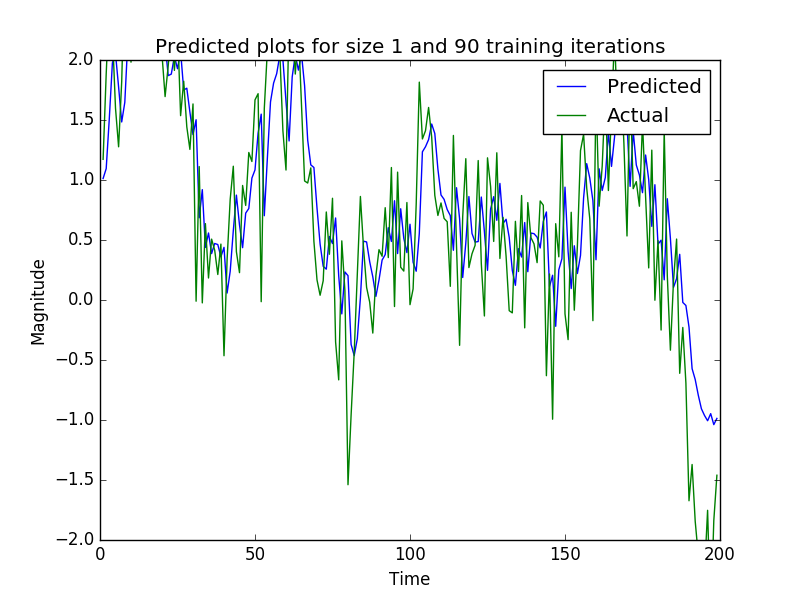 Predicted plots for size 1 and 90 training iterations
2.0
1.5
1.0
0.5
0.0
−0.5
−1.0
−1.5
−2.0
Magnitude
Predicted
Actual
0 50 100 150 200
Time